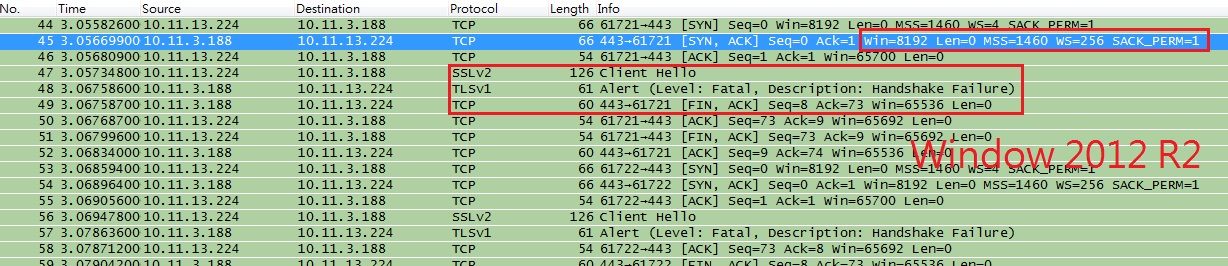 No. Time Source Destination Protocol Length Info
44 3.05582600 10.11.13.224 10.11.3.188 TCP 66 61721→443 [SYN] Seq=0 Win=8192 Len=0 MSS=1460 WS=4 SACK_PERM=1
45 3.05669900 10.11.3.188 10.11.13.224 TCP 66 443→61721 [SYN, ACK] Seq=0 Ack=1 Win=8192 Len=0 MSS=1460 WS=256 SACK_PERM=1
46 3.05680900 10.11.13.224 10.11.3.188 TCP 54 61721→443 [ACK] Seq=1 Ack=1 Win=65700 Len=0
47 3.05734800 10.11.13.224 10.11.3.188 SSLv2 126 Client Hello
48 3.06758600 10.11.3.188 10.11.13.224 TLSv1 61 Alert (Level: Fatal, Description: Handshake Failure)
49 3.06758700 10.11.3.188 10.11.13.224 TCP 60 443→61721 [FIN, ACK] Seq=8 Ack=73 Win=65536 Len=0
50 3.06768700 10.11.13.224 10.11.3.188 TCP 54 61721→443 [ACK] Seq=73 Ack=9 Win=65692 Len=0
51 3.06799600 10.11.13.224 10.11.3.188 TCP 54 61721→443 [FIN, ACK] Seq=73 Ack=9 Win=65692 Len=0
52 3.06834000 10.11.3.188 10.11.13.224 TCP 60 443→61721 [ACK] Seq=9 Ack=74 Win=65536 Len=0
Window 2012 R2
53 3.06859400 10.11.13.224 10.11.3.188 TCP 66 61722→443 [SYN] Seq=0 Win=8192 Len=0 MSS=1460 WS=4 SACK_PERM=1
54 3.06896400 10.11.3.188 10.11.13.224 TCP 66 443→61722 [SYN, ACK] Seq=0 Ack=1 Win=8192 Len=0 MSS=1460 WS=256 SACK_PERM=1
55 3.06905600 10.11.13.224 10.11.3.188 TCP 54 61722→443 [ACK] Seq=1 Ack=1 Win=65700 Len=0
56 3.06947800 10.11.13.224 10.11.3.188 SSLv2 126 Client Hello
57 3.07863600 10.11.3.188 10.11.13.224 TLSv1 61 Alert (Level: Fatal, Description: Handshake Failure)
58 3.07871200 10.11.13.224 10.11.3.188 TCP 54 61722→443 [ACK] Seq=73 Ack=8 Win=65692 Len=0
59 3.07904200 10.11.3.188 10.11.13.224 TCP 60 443→61722 [FIN, ACK] Seq=8 Ack=73 Win=65536 Len=0